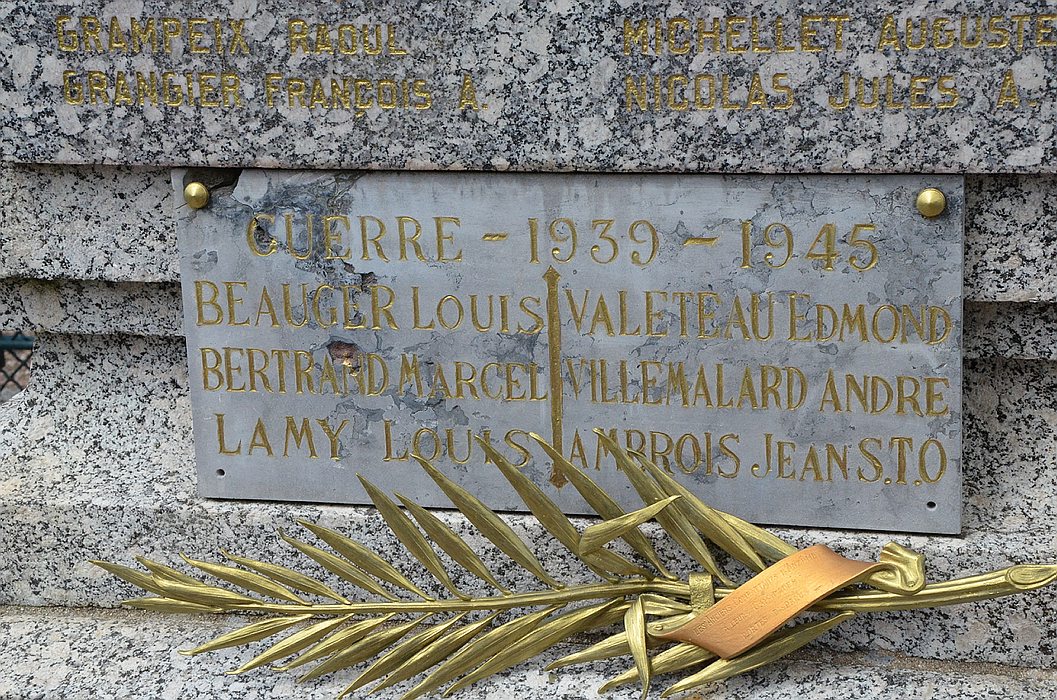 GRAMPEIX RAOUL
GRANGIER FRANÇOIS A.
MICHELLET AUGUSTE
NICOLAS JULES A.
GUERRE - 1939 - 1945
BEAUGER LOUIS
BERTRAND MARCEL
LAMY LOUIS
VALETEAU EDMOND
VILLEMALARD ANDRE
AMBROIS JEAN S.T.O